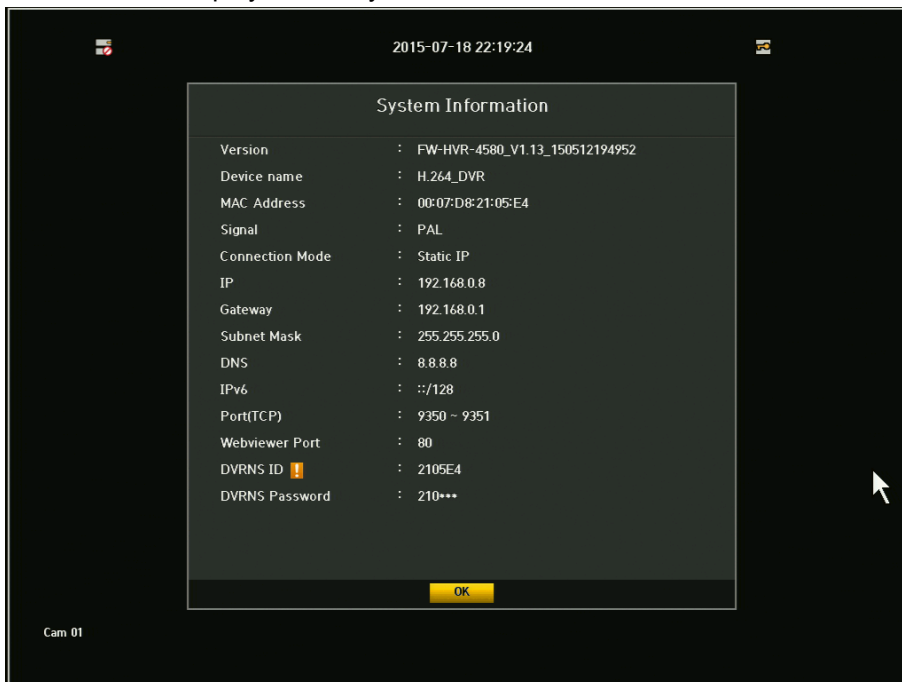 2015-07-18 22:19:24
System Information
Version : FW-HVR-4580_V1.13_150512194952
Device name : H.264_DVR
MAC Address : 00:07:D8:21:05:E4
Signal : PAL
Connection Mode : Static IP
IP : 192.168.0.8
Gateway : 192.168.0.1
Subnet Mask : 255.255.255.0
DNS : 8.8.8.8
IPv6 : ::/128
Port(TCP) : 9350 ~ 9351
Webviewer Port : 80
DVRNS ID ! : 2105E4
DVRNS Password : 210***
OK
Cam 01